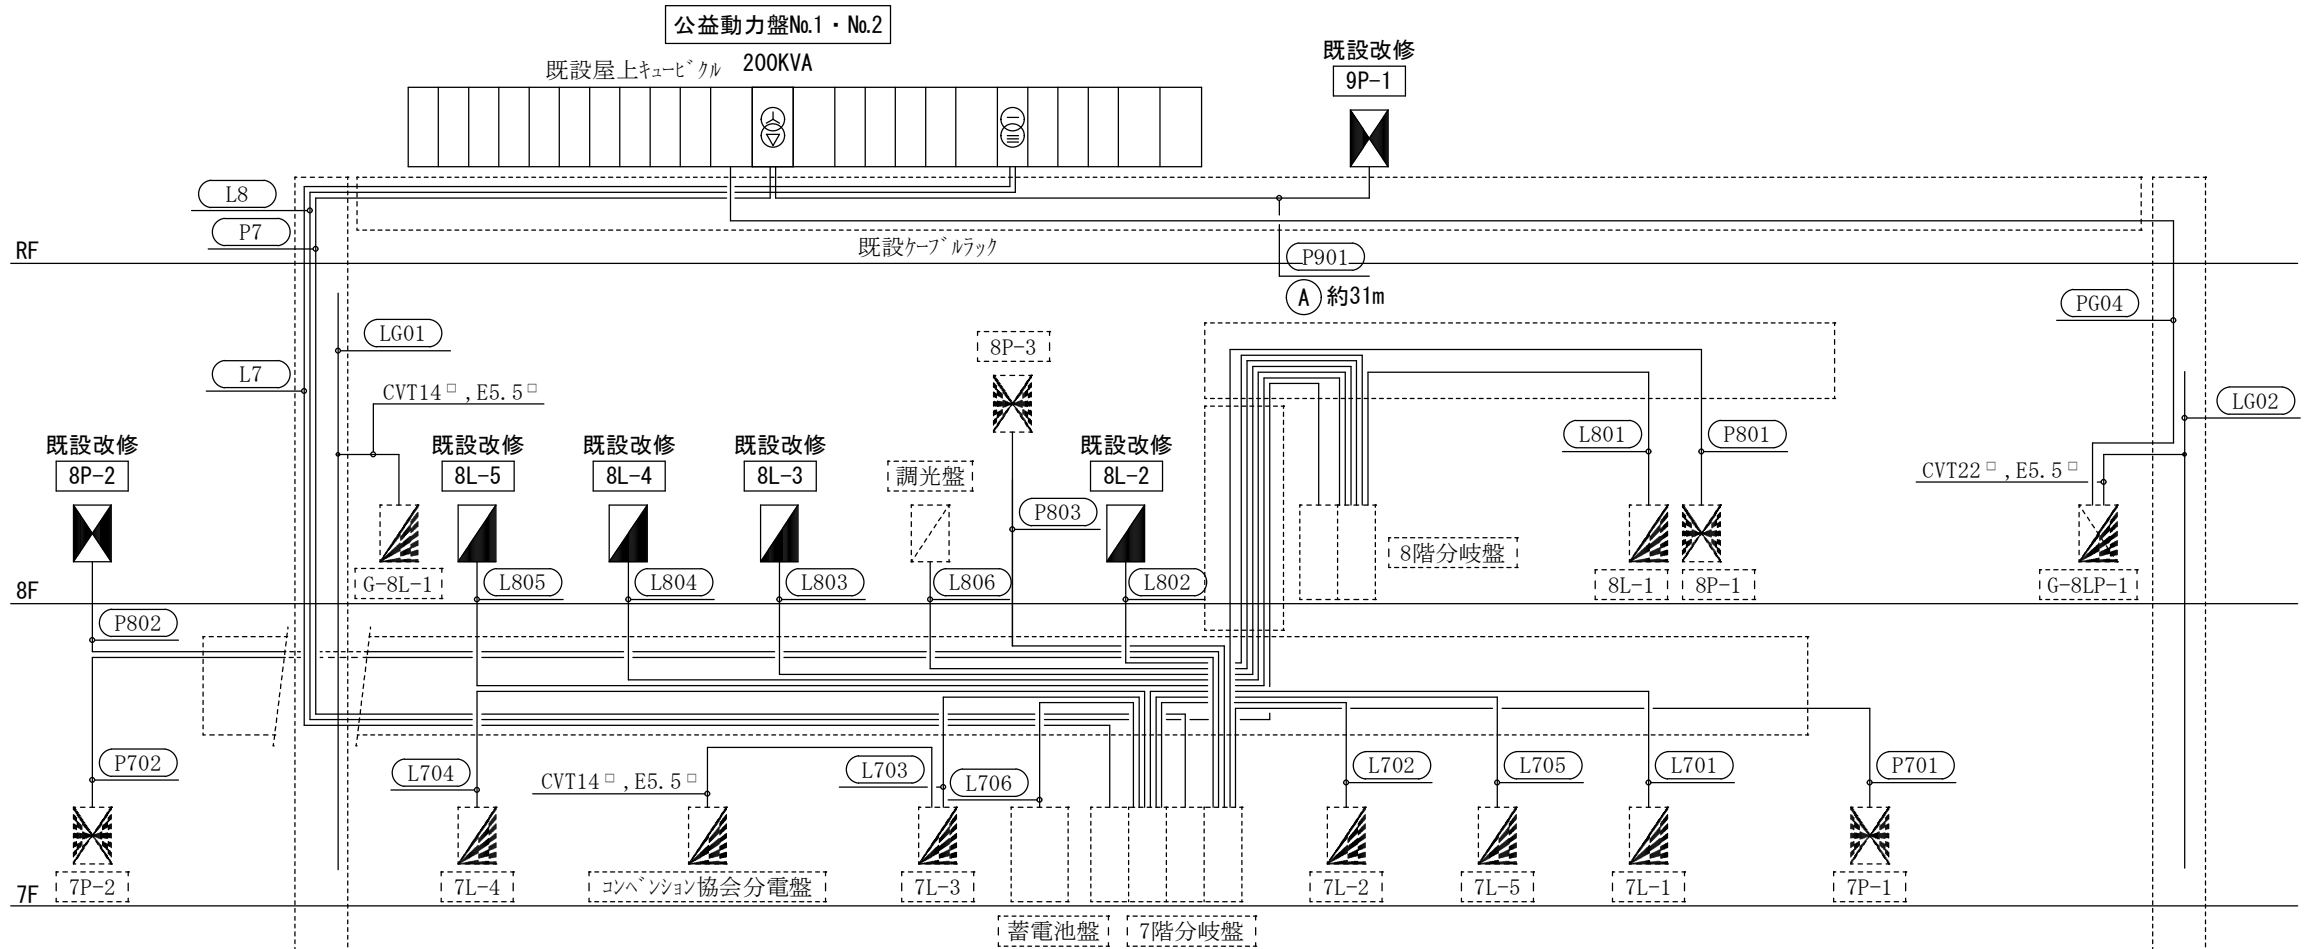 公益動力盤№1・№2
既設屋上キュービクル
200KVA
既設改修
9P-1
L8
P7
RF
既設ケーブルラック
P901
A 約31m
PG04
LG01
8P-3
L7
CVT14□,E5.5□
LG02
既設改修
8P-2
既設改修
8L-5
既設改修
8L-4
既設改修
8L-3
調光盤
既設改修
8L-2
L801
P801
CVT22□,E5.5□
P803
8階分岐盤
G-8L-1
L805
L804
L803
L806
L802
8L-1
8P-1
G-8LP-1
8F
P802
P702
L704
CVT14□,E5.5□
L703
L706
L702
L705
L701
P701
7P-2
7L-4
コンベンション協会分電盤
7L-3
7L-2
7L-5
7L-1
7P-1
7F
蓄電池盤
7階分岐盤